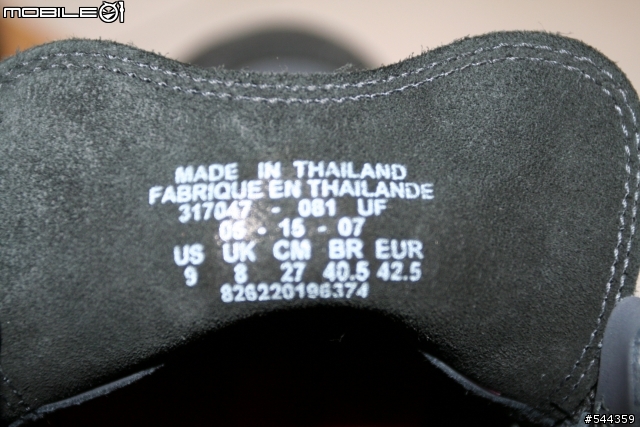 MOBILE01
MADE IN THAILAND
FABRIQUE EN THAILANDE
317047 - 081 UF
06 - 15 - 07
US UK CM BR EUR
9 8 27 40.5 42.5
826220196374
#544359